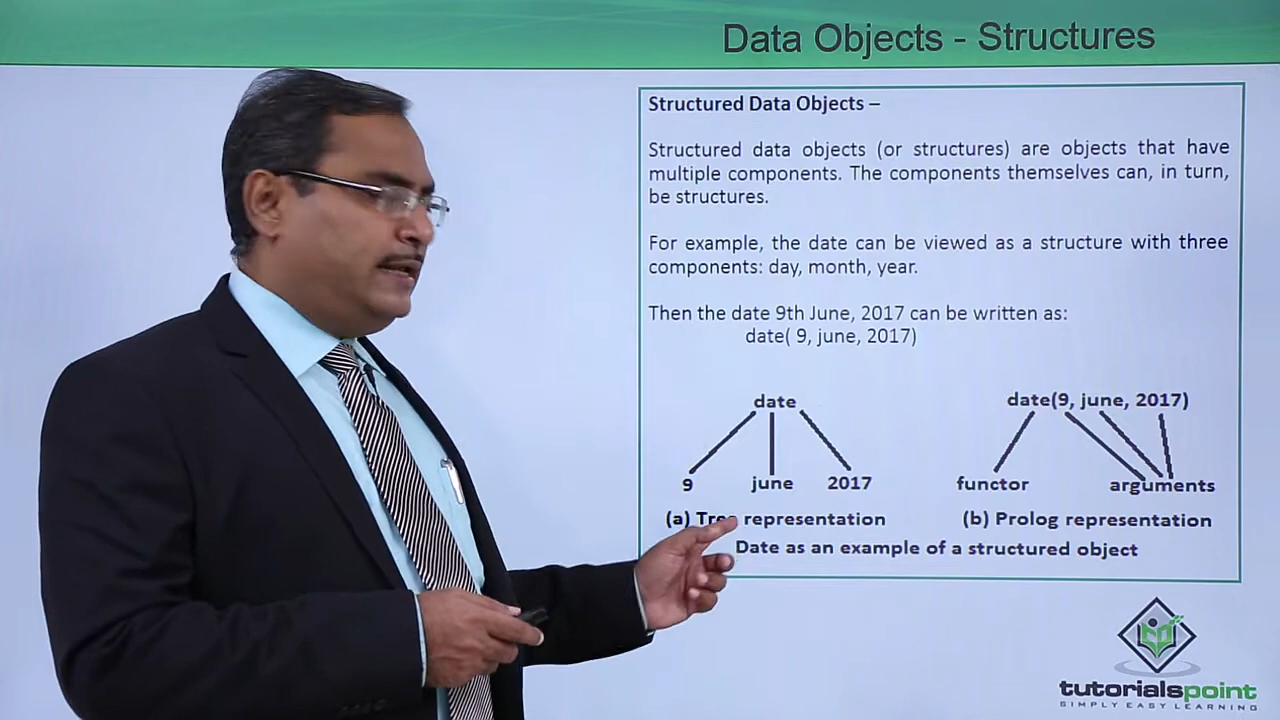 Data Objects - Structures
Structured Data Objects –
Structured data objects (or structures) are objects that have
multiple components. The components themselves can, in turn,
be structures.
For example, the date can be viewed as a structure with three
components: day, month, year.
Then the date 9th June, 2017 can be written as:
date( 9, june, 2017)
date
9 june 2017
(a) Tree representation
date(9, june, 2017)
functor arguments
(b) Prolog representation
Date as an example of a structured object
tutorialspoint
SIMPLY EASY LEARNING